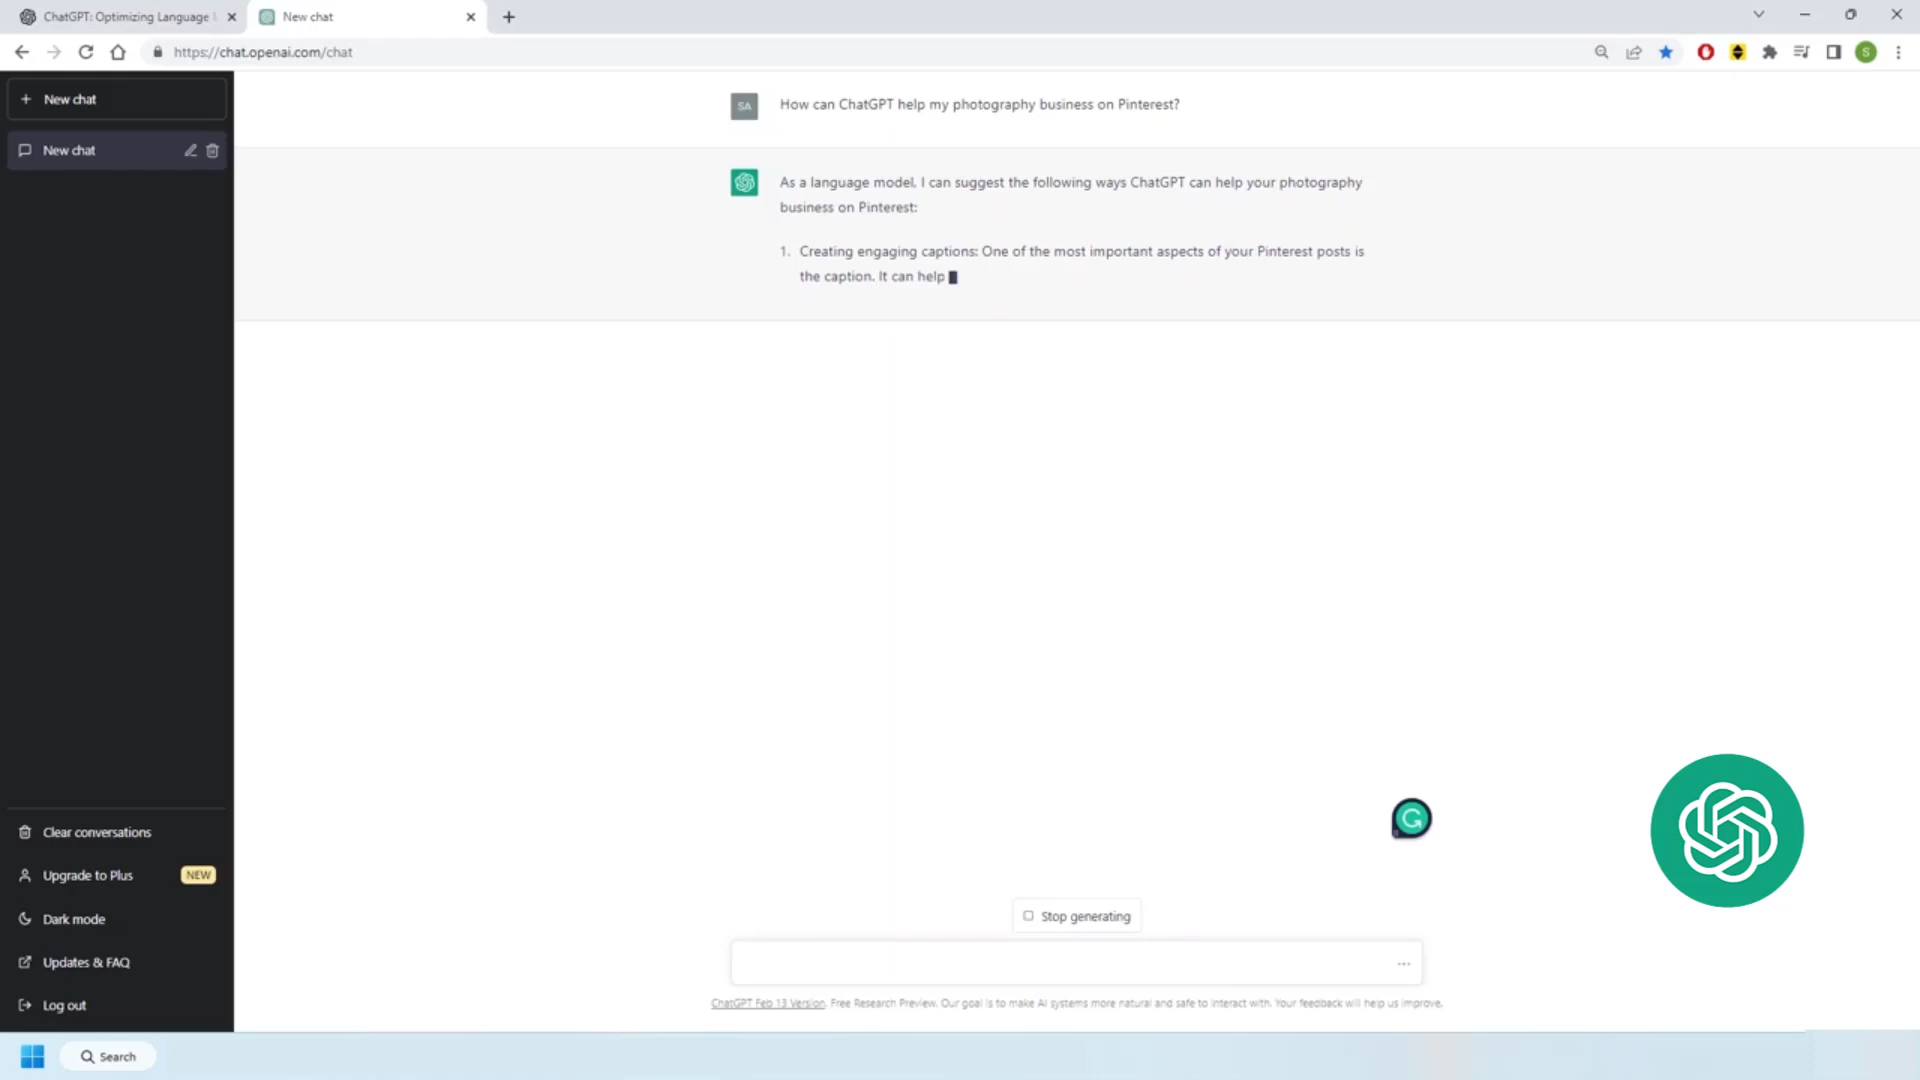 ChatGPT: Optimizing Language
New chat
https://chat.openai.com/chat
S
New chat
New chat
SA
How can ChatGPT help my photography business on Pinterest?
As a language model, I can suggest the following ways ChatGPT can help your photography
business on Pinterest:
1. Creating engaging captions: One of the most important aspects of your Pinterest posts is
the caption. It can help
Clear conversations
Upgrade to Plus NEW
Dark mode
Updates & FAQ
Log out
Stop generating
ChatGPT Feb 13 Version. Free Research Preview. Our goal is to make AI systems more natural and safe to interact with. Your feedback will help us improve.
Search